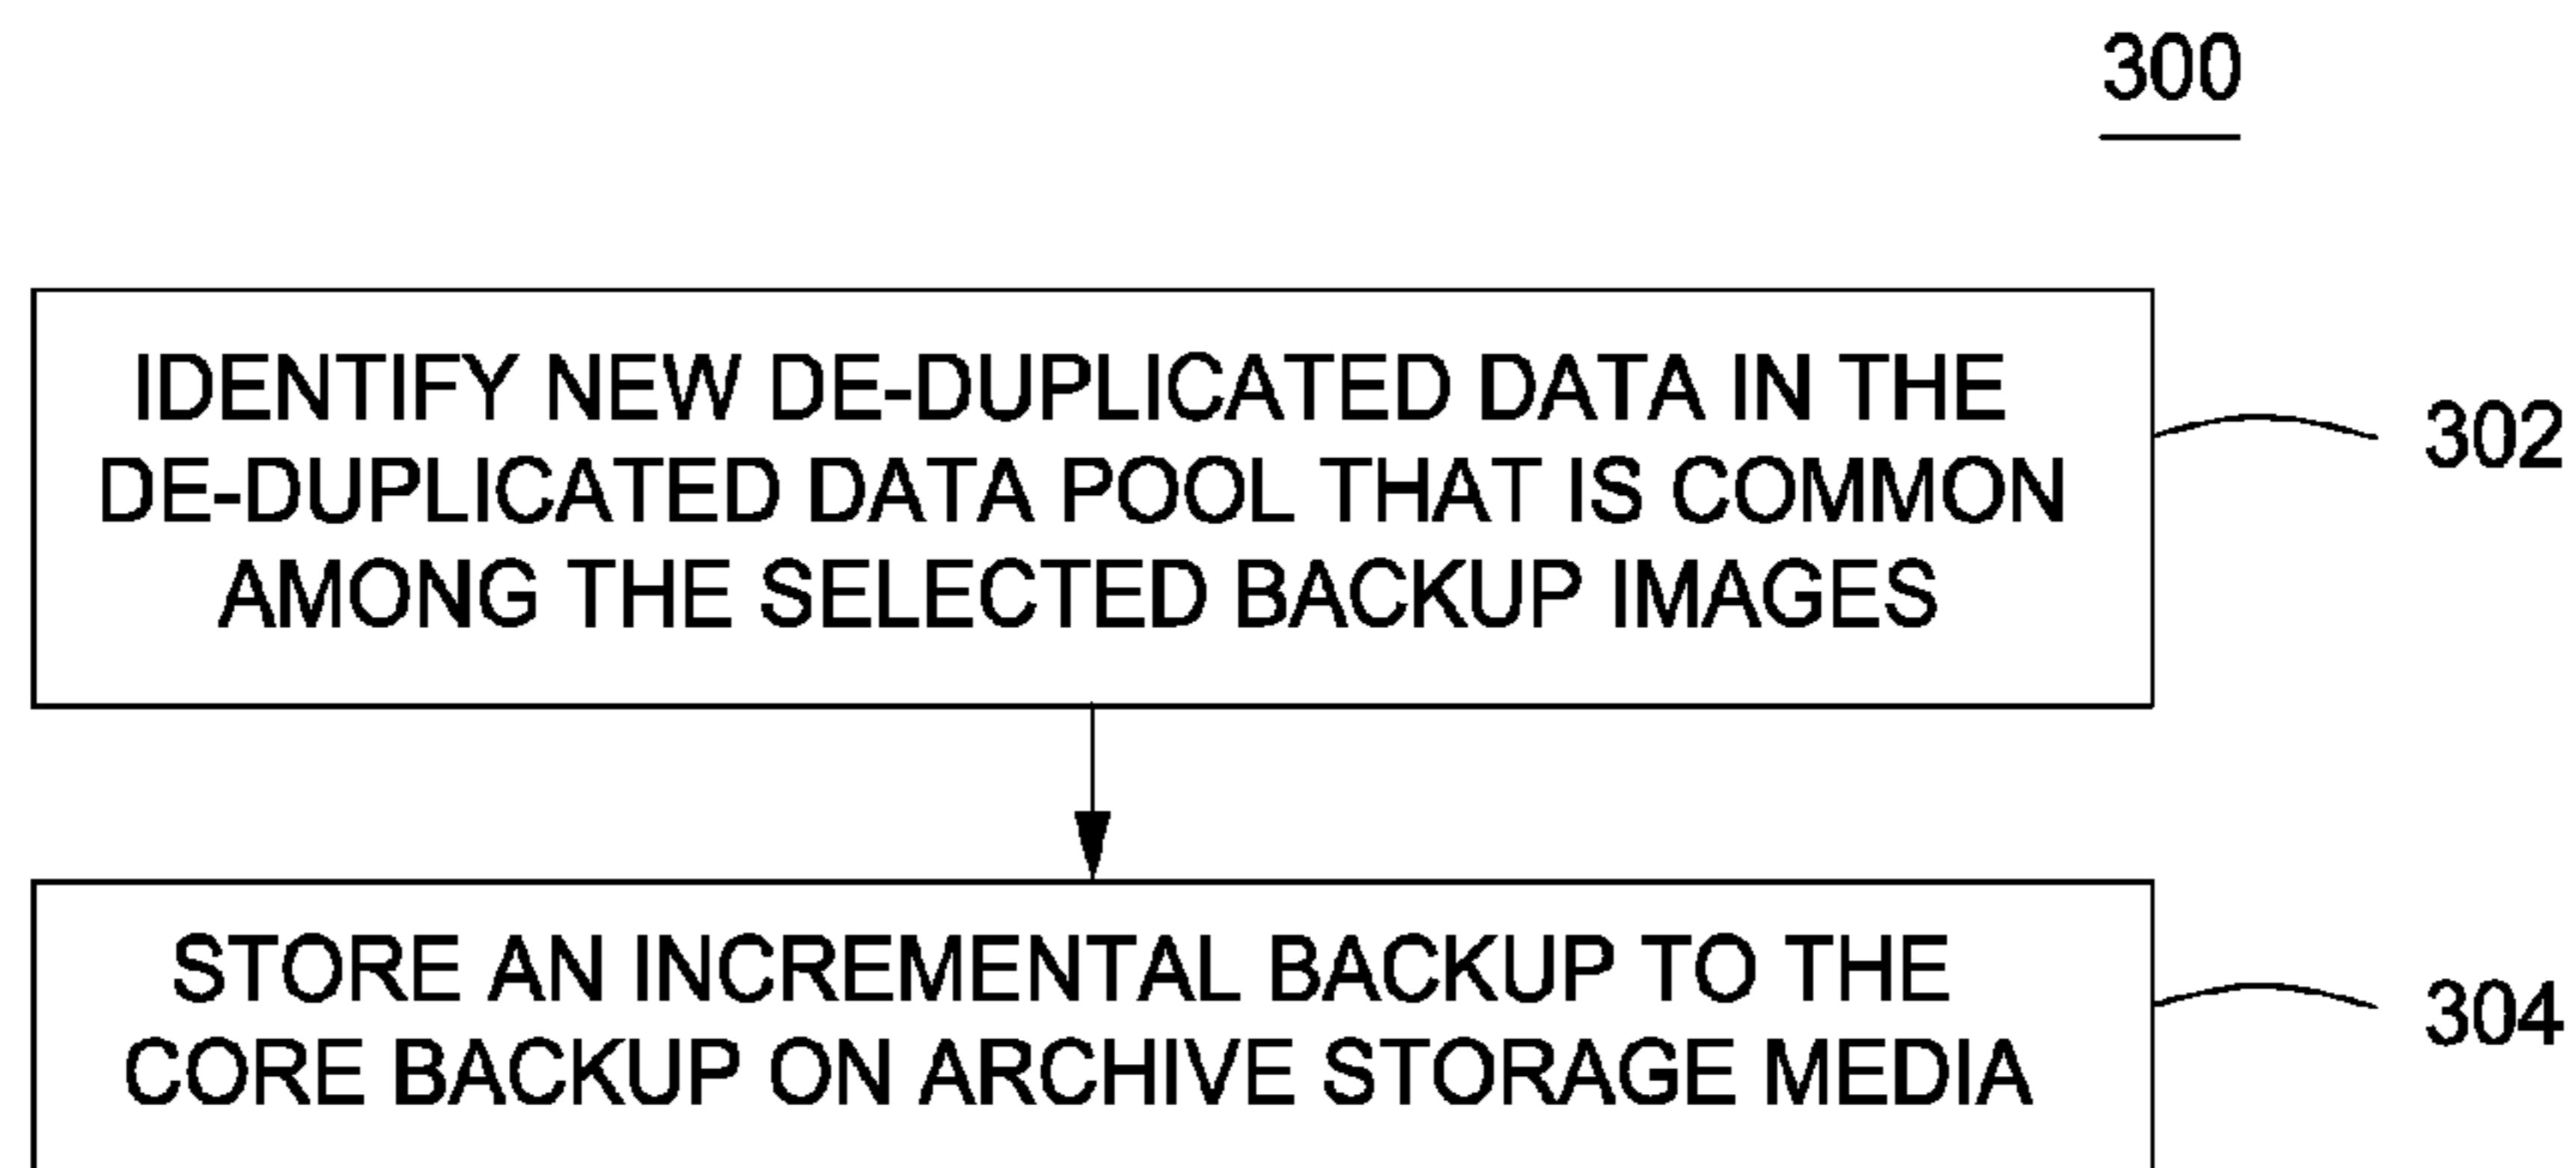 300
IDENTIFY NEW DE-DUPLICATED DATA IN THE
DE-DUPLICATED DATA POOL THAT IS COMMON
AMONG THE SELECTED BACKUP IMAGES
302
STORE AN INCREMENTAL BACKUP TO THE
CORE BACKUP ON ARCHIVE STORAGE MEDIA
304